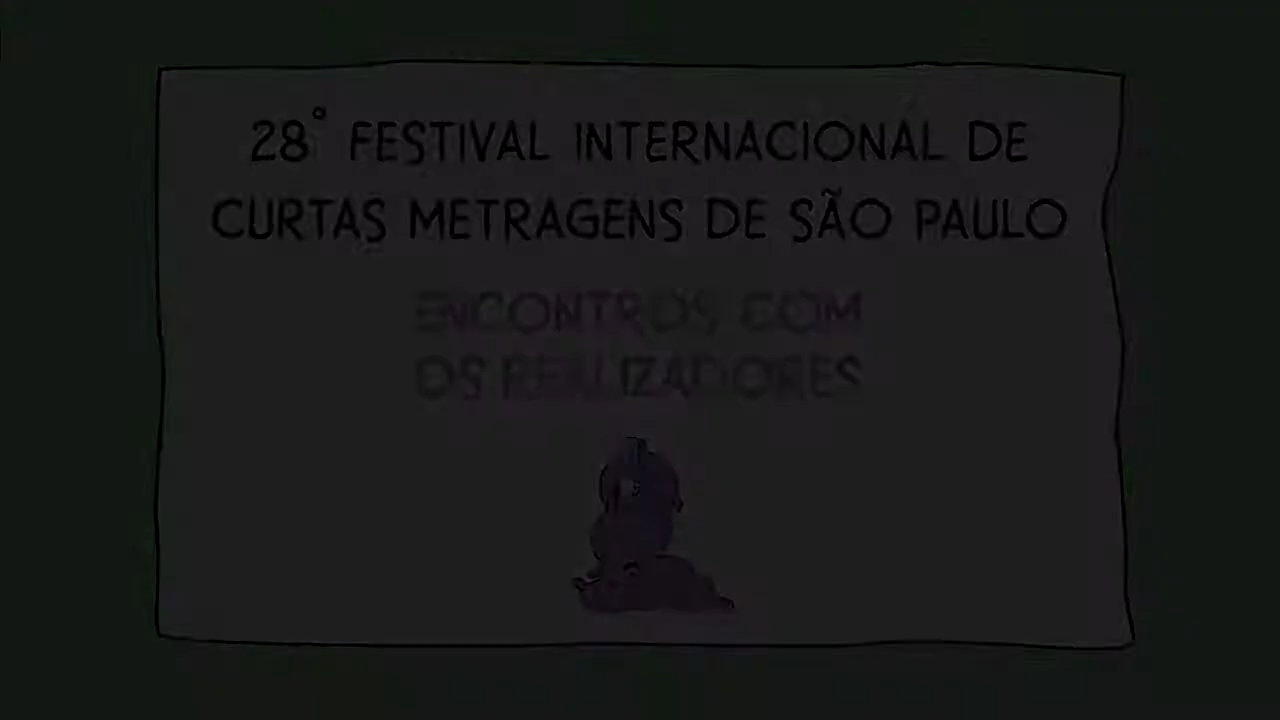 28° FESTIVAL INTERNACIONAL DE
CURTAS METRAGENS DE SÃO PAULO
ENCONTROS COM
OS REALIZADORES